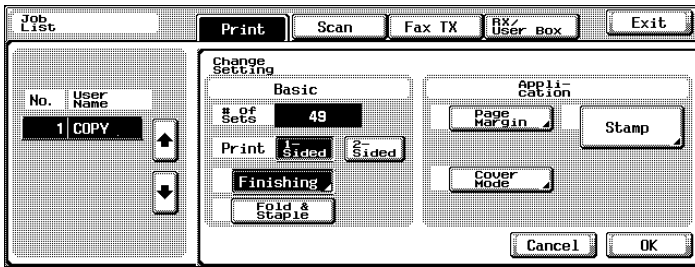 Job
List
Print
Scan
Fax TX
RX/
User Box
Exit
No.
User
Name
1
COPY
Change
Setting
Basic
# of
Sets
49
Print
1-
Sided
2-
Sided
Finishing
Fold &
Staple
Appli-
cation
Page
Margin
Stamp
Cover
Mode
Cancel
OK